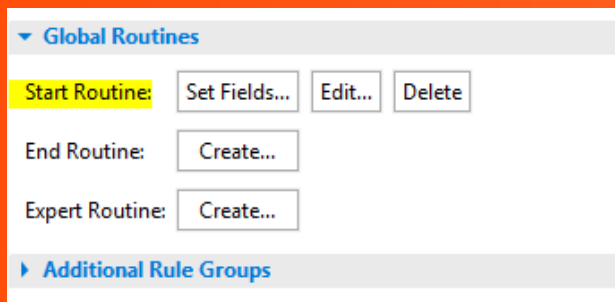 Global Routines
Start Routine: Set Fields... Edit... Delete
End Routine: Create...
Expert Routine: Create...
Additional Rule Groups